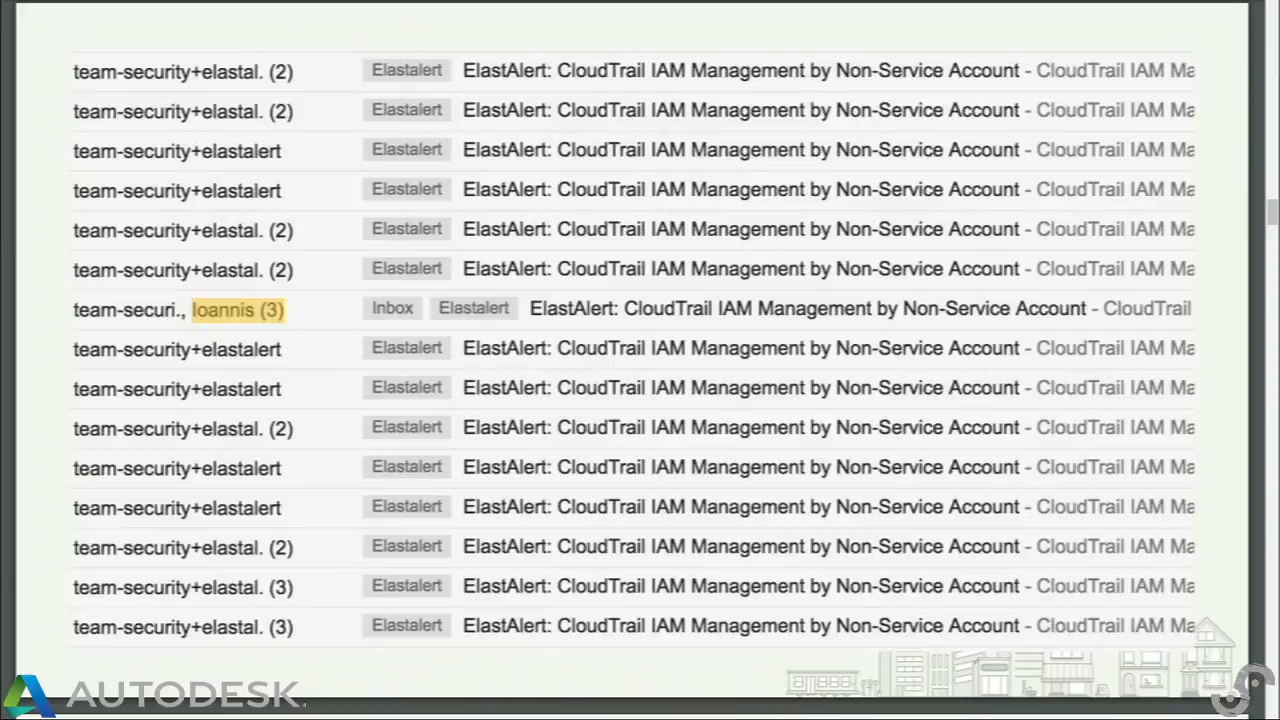 team-security+elastal. (2) Elastalert ElastAlert: CloudTrail IAM Management by Non-Service Account - CloudTrail IAM Ma
team-security+elastal. (2) Elastalert ElastAlert: CloudTrail IAM Management by Non-Service Account - CloudTrail IAM Ma
team-security+elastalert Elastalert ElastAlert: CloudTrail IAM Management by Non-Service Account - CloudTrail IAM Ma
team-security+elastalert Elastalert ElastAlert: CloudTrail IAM Management by Non-Service Account - CloudTrail IAM Ma
team-security+elastal. (2) Elastalert ElastAlert: CloudTrail IAM Management by Non-Service Account - CloudTrail IAM Ma
team-security+elastal. (2) Elastalert ElastAlert: CloudTrail IAM Management by Non-Service Account - CloudTrail IAM Ma
team-securi., Ioannis (3) Inbox Elastalert ElastAlert: CloudTrail IAM Management by Non-Service Account - CloudTrail
team-security+elastalert Elastalert ElastAlert: CloudTrail IAM Management by Non-Service Account - CloudTrail IAM Ma
team-security+elastalert Elastalert ElastAlert: CloudTrail IAM Management by Non-Service Account - CloudTrail IAM Ma
team-security+elastal. (2) Elastalert ElastAlert: CloudTrail IAM Management by Non-Service Account - CloudTrail IAM Ma
team-security+elastalert Elastalert ElastAlert: CloudTrail IAM Management by Non-Service Account - CloudTrail IAM Ma
team-security+elastalert Elastalert ElastAlert: CloudTrail IAM Management by Non-Service Account - CloudTrail IAM Ma
team-security+elastal. (2) Elastalert ElastAlert: CloudTrail IAM Management by Non-Service Account - CloudTrail IAM Ma
team-security+elastal. (3) Elastalert ElastAlert: CloudTrail IAM Management by Non-Service Account - CloudTrail IAM Ma
team-security+elastal. (3) Elastalert ElastAlert: CloudTrail IAM Management by Non-Service Account - CloudTrail IAM Ma
AUTODESK.